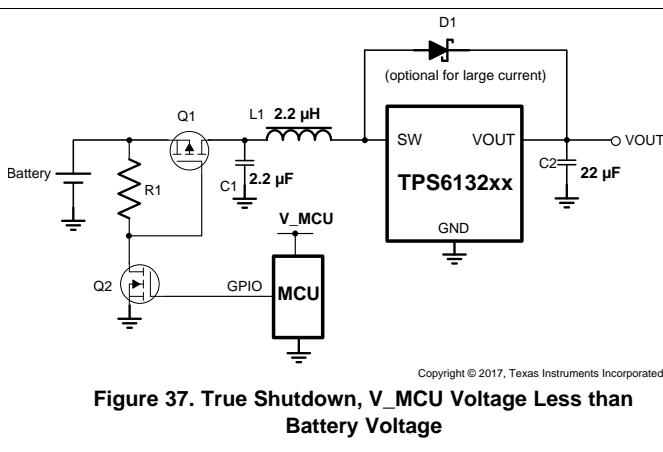 D1
(optional for large current)
Q1
L1 2.2 µH
SW VOUT
VOUT
Battery
R1
C1
2.2 µF
TPS6132xx
C2
22 µF
V_MCU
GND
Q2
GPIO
MCU
Copyright © 2017, Texas Instruments Incorporated
Figure 37. True Shutdown, V_MCU Voltage Less than
Battery Voltage